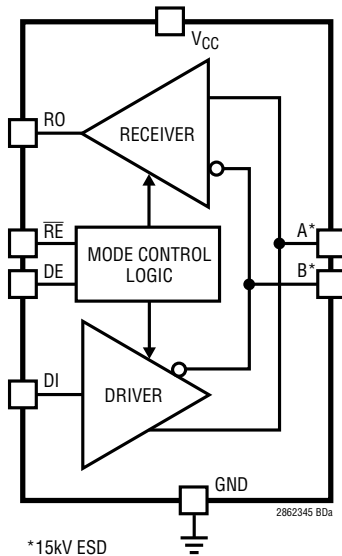 VCC
RO
RECEIVER
RE
MODE CONTROL
LOGIC
A*
DE
B*
DI
DRIVER
GND
2862345 BDa
*15kV ESD